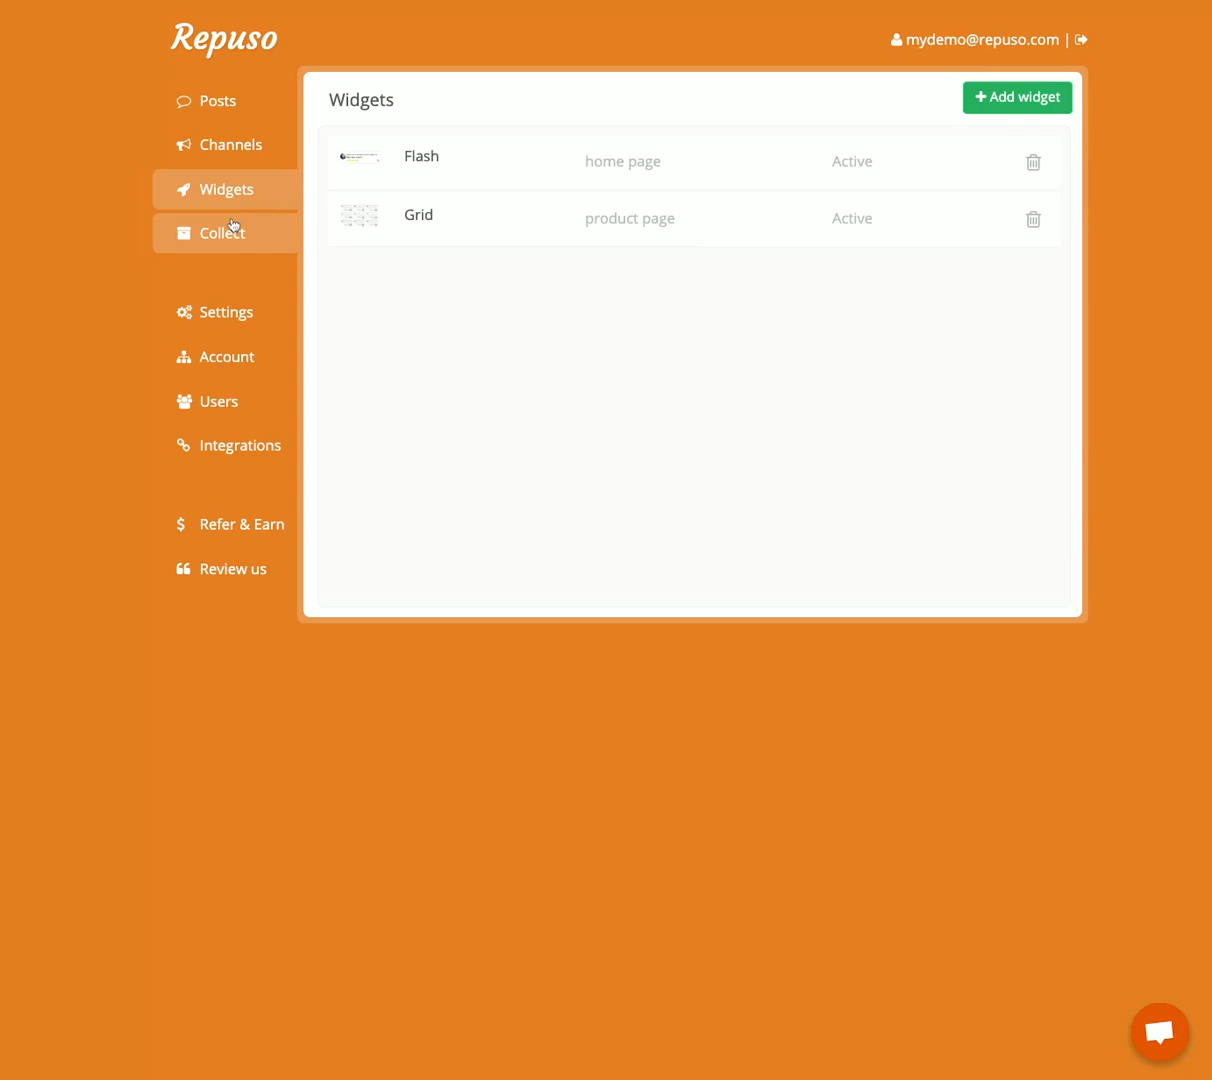 Repuso
mydemo@repuso.com |
Posts
Channels
Widgets
Collect
Settings
Account
Users
Integrations
$ Refer & Earn
Review us
Widgets
+ Add widget
Flash home page Active
Grid product page Active